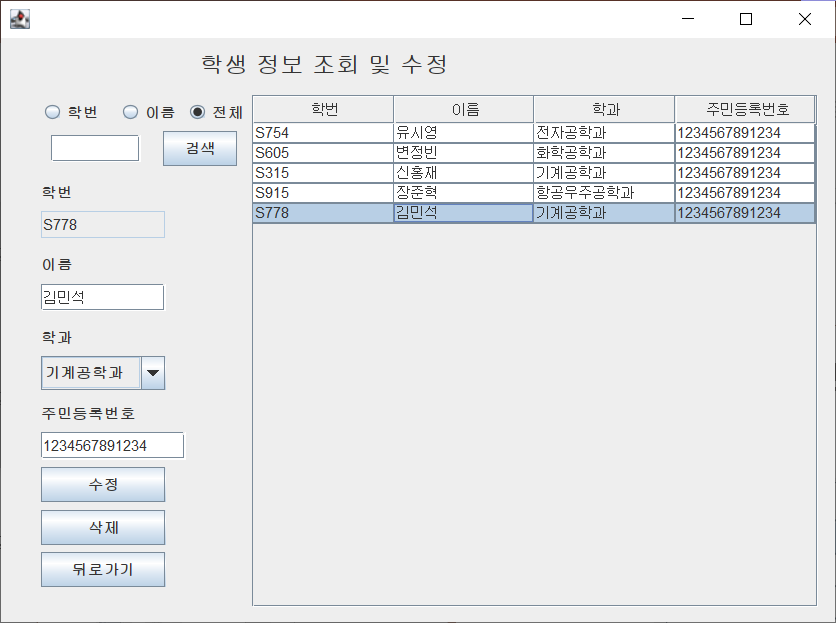 학생 정보 조회 및 수정
학번 이름 전체
검색
학번
S778
이름
김민석
학과
기계공학과
주민등록번호
1234567891234
수정
삭제
뒤로가기
학번 이름 학과 주민등록번호
S754 유시영 전자공학과 1234567891234
S605 변정빈 화학공학과 1234567891234
S315 신홍재 기계공학과 1234567891234
S915 장준혁 항공우주공학과 1234567891234
S778 김민석 기계공학과 1234567891234